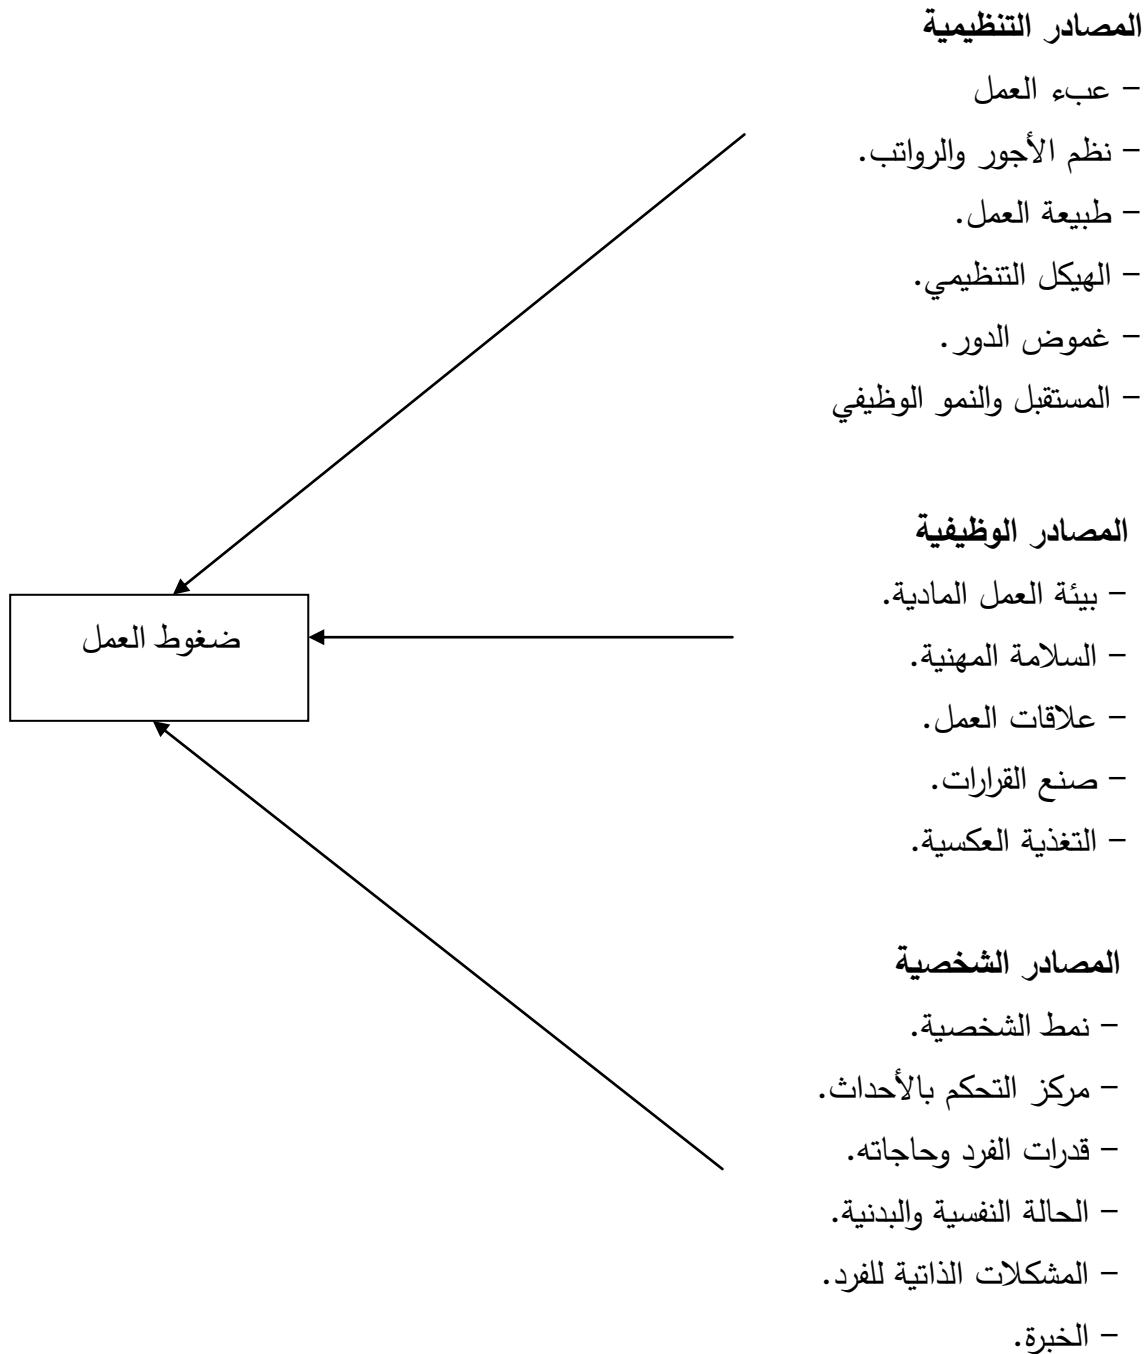 المصادر التنظيمية
- عبء العمل
- نظم الأجور والرواتب.
- طبيعة العمل.
- الهيكل التنظيمي.
- غموض الدور.
- المستقبل والنمو الوظيفي
المصادر الوظيفية
- بيئة العمل المادية.
- السلامة المهنية.
- علاقات العمل.
- صنع القرارات.
- التغذية العكسية.
ضغوط العمل
المصادر الشخصية
- نمط الشخصية.
- مركز التحكم بالأحداث.
- قدرات الفرد وحاجاته.
- الحالة النفسية والبدنية.
- المشكلات الذاتية للفرد.
- الخبرة.